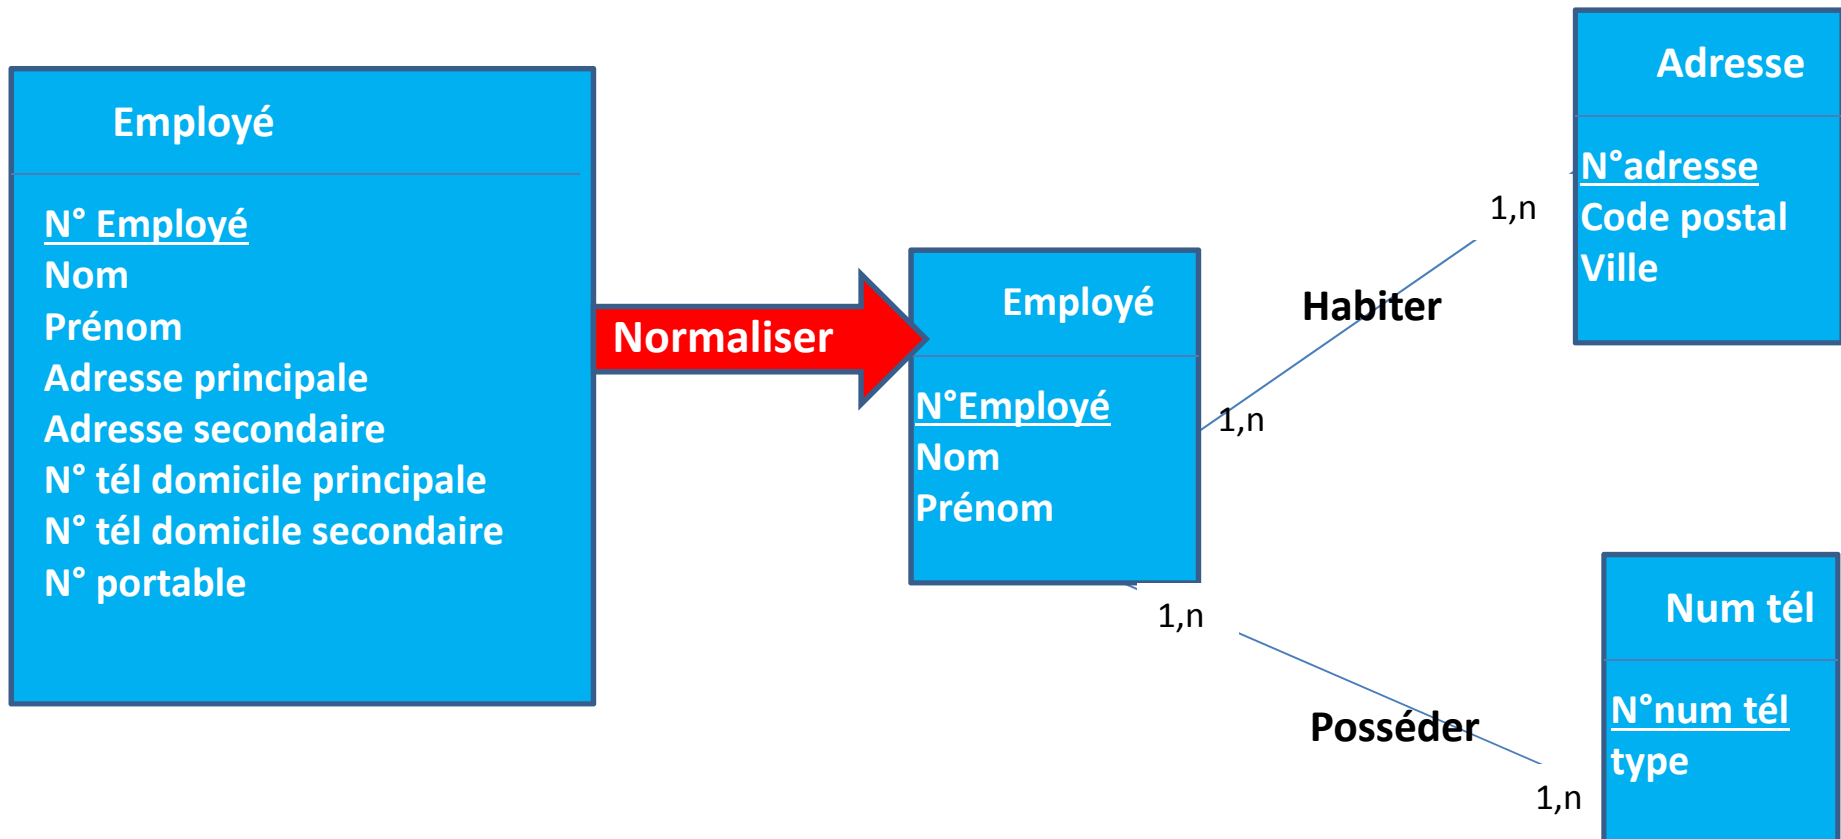 Employé
N° Employé
Nom
Prénom
Adresse principale
Adresse secondaire
N° tél domicile principale
N° tél domicile secondaire
N° portable
Normaliser
Employé
N°Employé
Nom
Prénom
1,n
Habiter
1,n
Adresse
N°adresse
Code postal
Ville
1,n
Posséder
1,n
Num tél
N°num tél
type